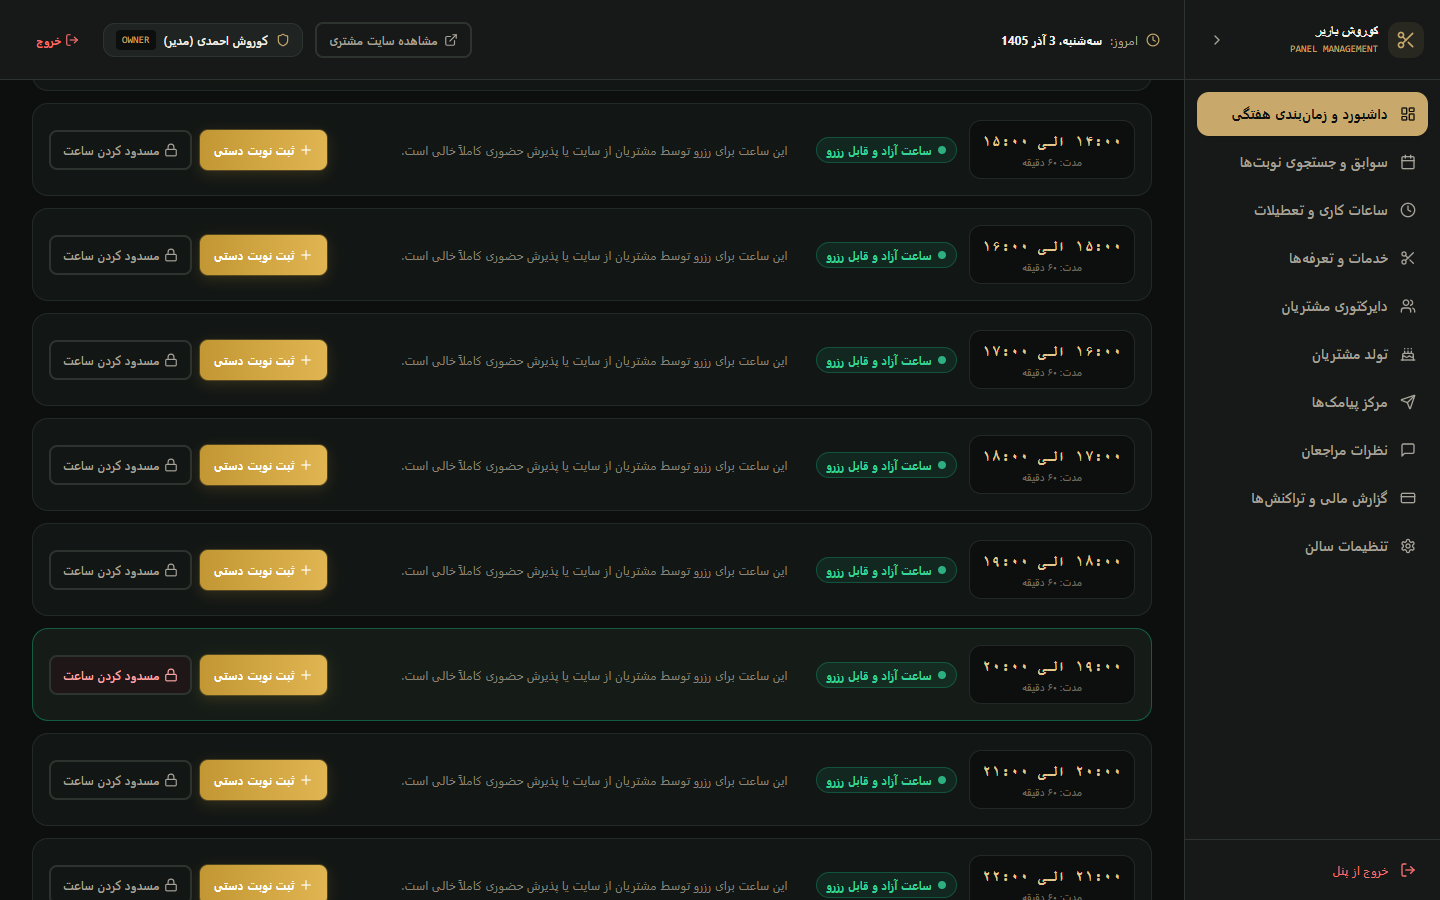 کوروش باربر
PANEL MANAGEMENT
امروز: سه‌شنبه، 3 آذر 1405
مشاهده سایت مشتری
کوروش احمدی (مدیر) OWNER
خروج
داشبورد و زمان‌بندی هفتگی
سوابق و جستجوی نوبت‌ها
ساعات کاری و تعطیلات
خدمات و تعرفه‌ها
دایرکتوری مشتریان
تولد مشتریان
مرکز پیامک‌ها
نظرات مراجعان
گزارش مالی و تراکنش‌ها
تنظیمات سالن
خروج از پنل
۱۴:۰۰ الی ۱۵:۰۰
مدت: ۶۰ دقیقه
ساعت آزاد و قابل رزرو
این ساعت برای رزرو توسط مشتریان از سایت یا پذیرش حضوری کاملاً خالی است.
ثبت نوبت دستی
مسدود کردن ساعت
۱۵:۰۰ الی ۱۶:۰۰
مدت: ۶۰ دقیقه
ساعت آزاد و قابل رزرو
این ساعت برای رزرو توسط مشتریان از سایت یا پذیرش حضوری کاملاً خالی است.
ثبت نوبت دستی
مسدود کردن ساعت
۱۶:۰۰ الی ۱۷:۰۰
مدت: ۶۰ دقیقه
ساعت آزاد و قابل رزرو
این ساعت برای رزرو توسط مشتریان از سایت یا پذیرش حضوری کاملاً خالی است.
ثبت نوبت دستی
مسدود کردن ساعت
۱۷:۰۰ الی ۱۸:۰۰
مدت: ۶۰ دقیقه
ساعت آزاد و قابل رزرو
این ساعت برای رزرو توسط مشتریان از سایت یا پذیرش حضوری کاملاً خالی است.
ثبت نوبت دستی
مسدود کردن ساعت
۱۸:۰۰ الی ۱۹:۰۰
مدت: ۶۰ دقیقه
ساعت آزاد و قابل رزرو
این ساعت برای رزرو توسط مشتریان از سایت یا پذیرش حضوری کاملاً خالی است.
ثبت نوبت دستی
مسدود کردن ساعت
۱۹:۰۰ الی ۲۰:۰۰
مدت: ۶۰ دقیقه
ساعت آزاد و قابل رزرو
این ساعت برای رزرو توسط مشتریان از سایت یا پذیرش حضوری کاملاً خالی است.
ثبت نوبت دستی
مسدود کردن ساعت
۲۰:۰۰ الی ۲۱:۰۰
مدت: ۶۰ دقیقه
ساعت آزاد و قابل رزرو
این ساعت برای رزرو توسط مشتریان از سایت یا پذیرش حضوری کاملاً خالی است.
ثبت نوبت دستی
مسدود کردن ساعت
۲۱:۰۰ الی ۲۲:۰۰
مدت: ۶۰ دقیقه
ساعت آزاد و قابل رزرو
این ساعت برای رزرو توسط مشتریان از سایت یا پذیرش حضوری کاملاً خالی است.
ثبت نوبت دستی
مسدود کردن ساعت